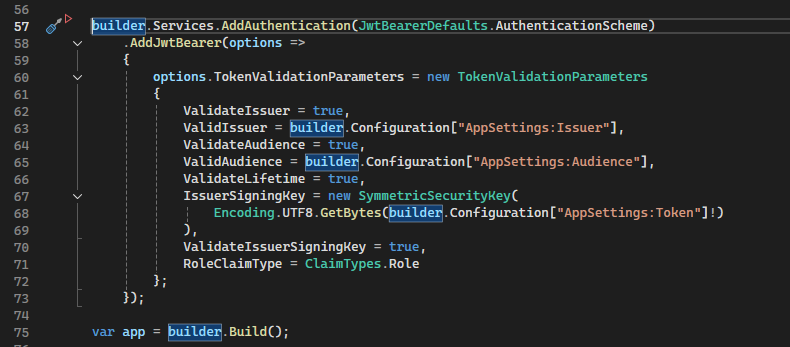 56
57 builder.Services.AddAuthentication(JwtBearerDefaults.AuthenticationScheme)
58 .AddJwtBearer(options =>
59 {
60 options.TokenValidationParameters = new TokenValidationParameters
61 {
62 ValidateIssuer = true,
63 ValidIssuer = builder.Configuration["AppSettings:Issuer"],
64 ValidateAudience = true,
65 ValidAudience = builder.Configuration["AppSettings:Audience"],
66 ValidateLifetime = true,
67 IssuerSigningKey = new SymmetricSecurityKey(
68 Encoding.UTF8.GetBytes(builder.Configuration["AppSettings:Token"]!)
69 ),
70 ValidateIssuerSigningKey = true,
71 RoleClaimType = ClaimTypes.Role
72 };
73 });
74
75 var app = builder.Build();